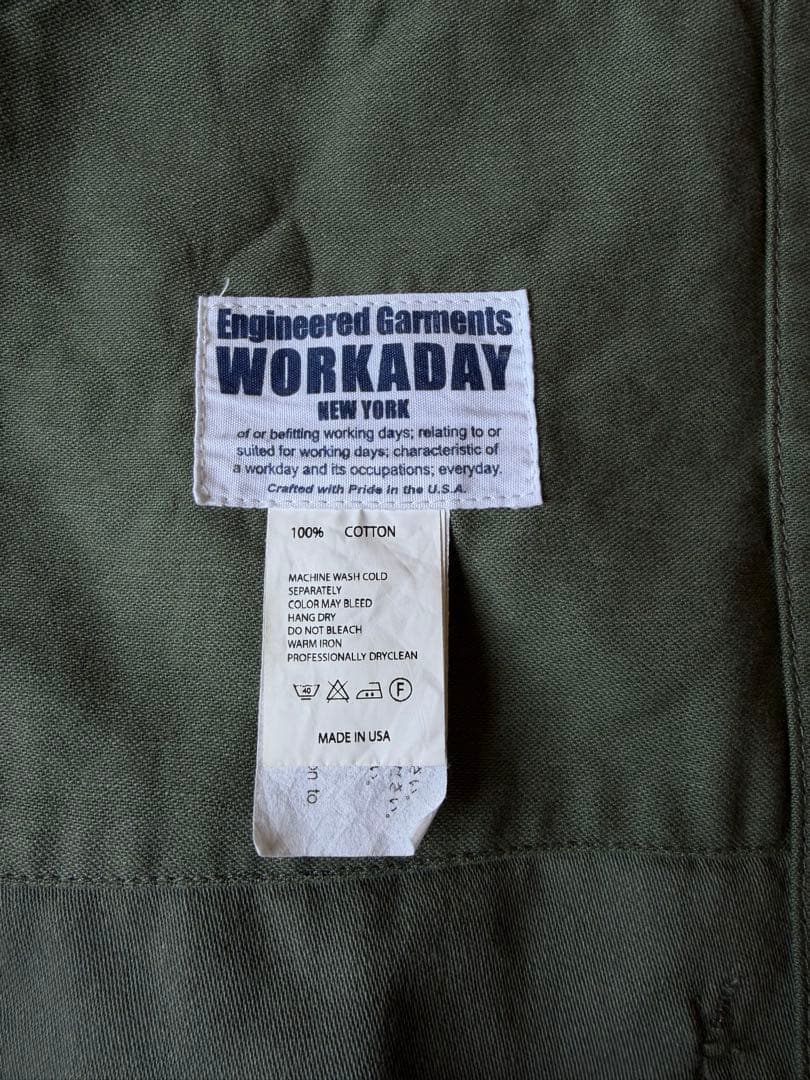 Engineered Garments
WORKADAY
NEW YORK
of or befitting working days; relating to or
suited for working days; characteristic of
a workday and its occupations; everyday.
Crafted with Pride in the U.S.A.
100% COTTON
MACHINE WASH COLD
SEPARATELY
COLOR MAY BLEED
HANG DRY
DO NOT BLEACH
WARM IRON
PROFESSIONALLY DRYCLEAN
40 F
MADE IN USA
to